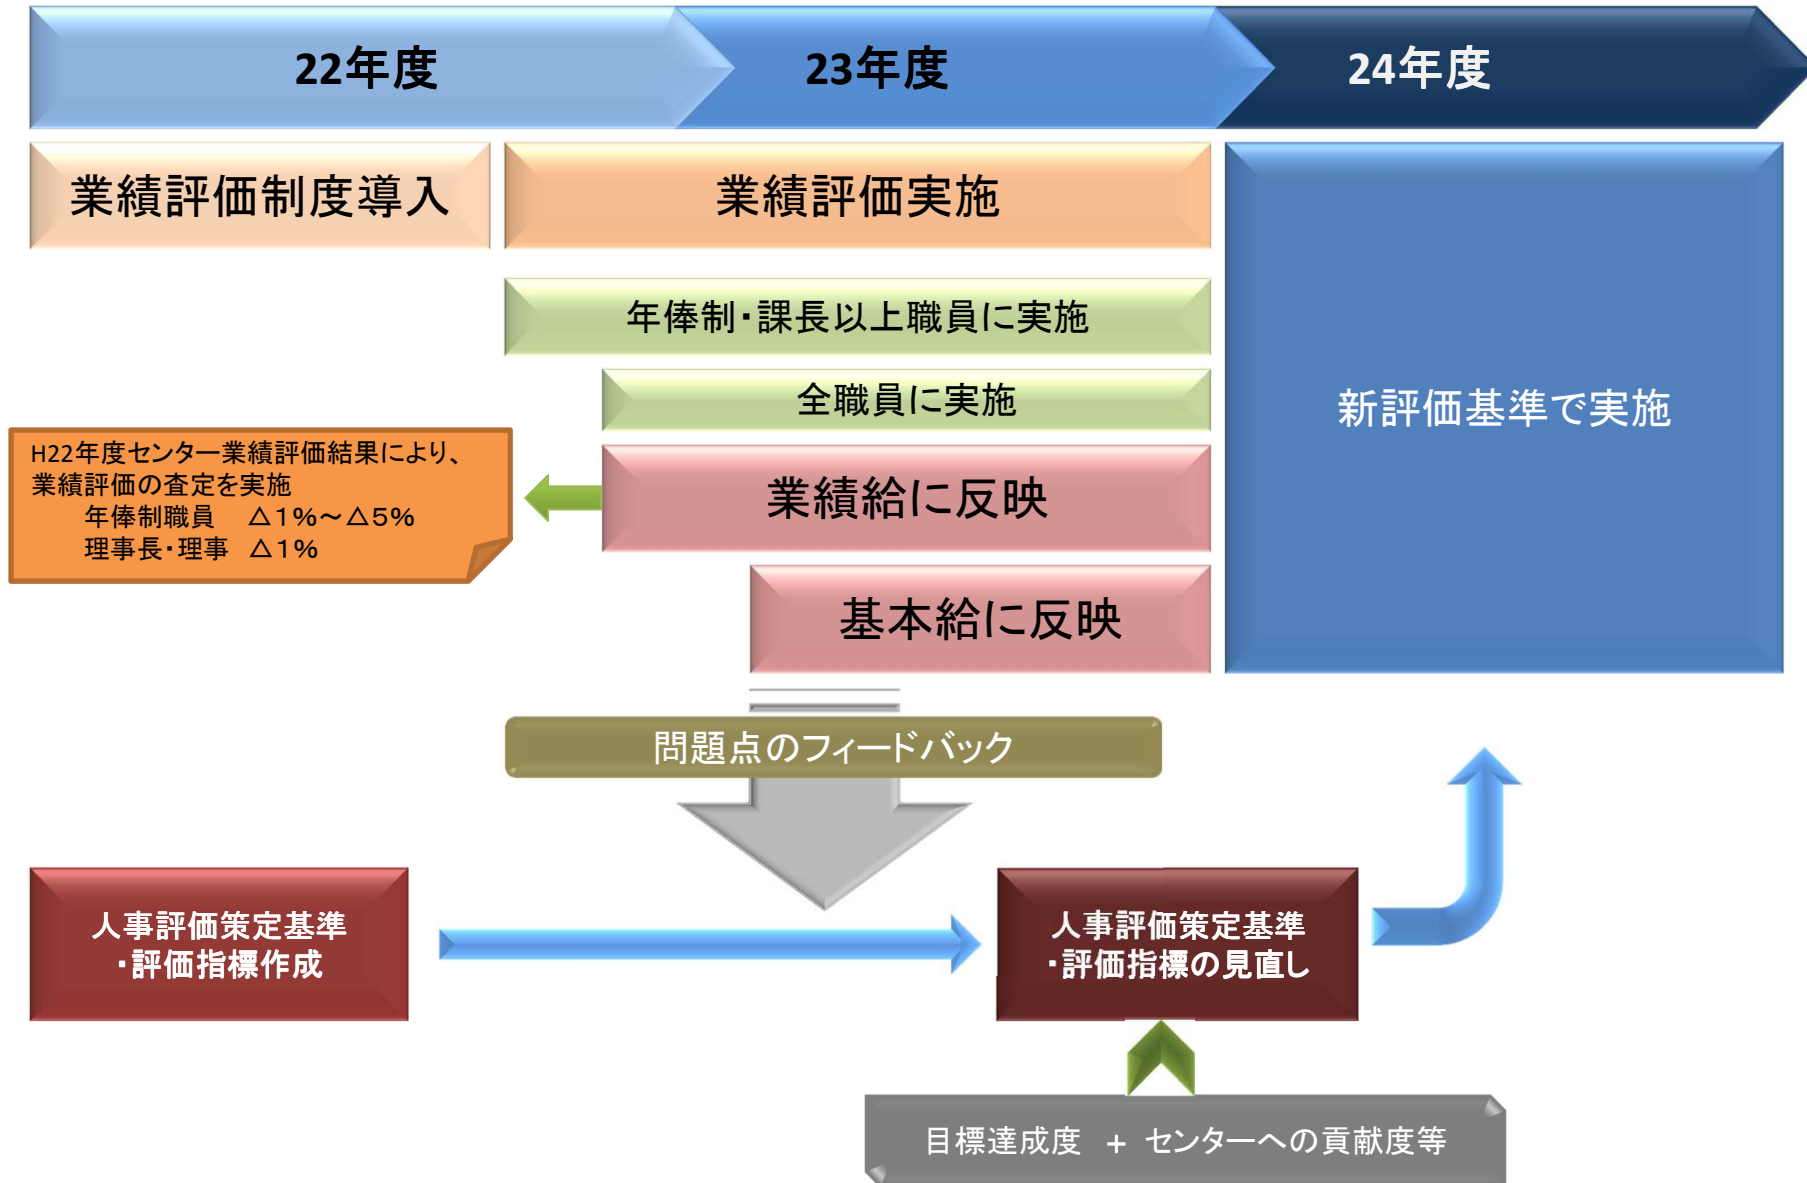 22年度
23年度
24年度
業績評価制度導入
業績評価実施
年俸制・課長以上職員に実施
全職員に実施
新評価基準で実施
H22年度センター業績評価結果により、
業績評価の査定を実施
年俸制職員 △1%~△5%
理事長・理事 △1%
業績給に反映
基本給に反映
問題点のフィードバック
人事評価策定基準
・評価指標作成
人事評価策定基準
・評価指標の見直し
目標達成度 + センターへの貢献度等